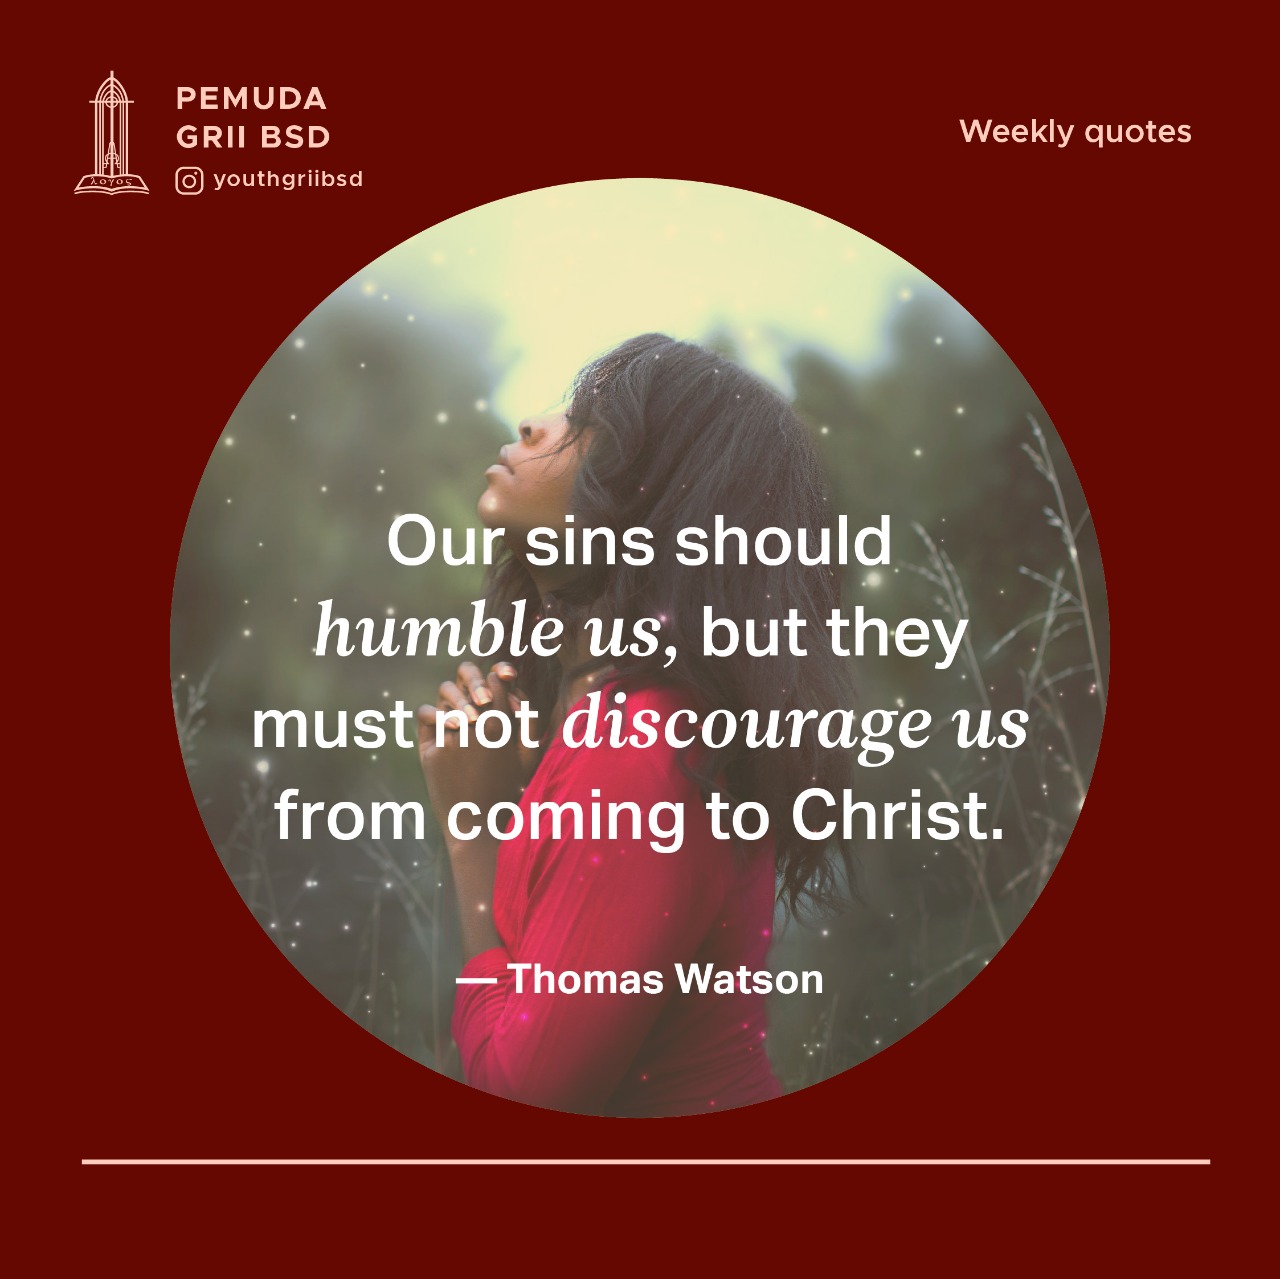 PEMUDA
GRII BSD
youthgriibsd
λογος
Weekly quotes
Our sins should
humble us, but they
must not discourage us
from coming to Christ.
— Thomas Watson